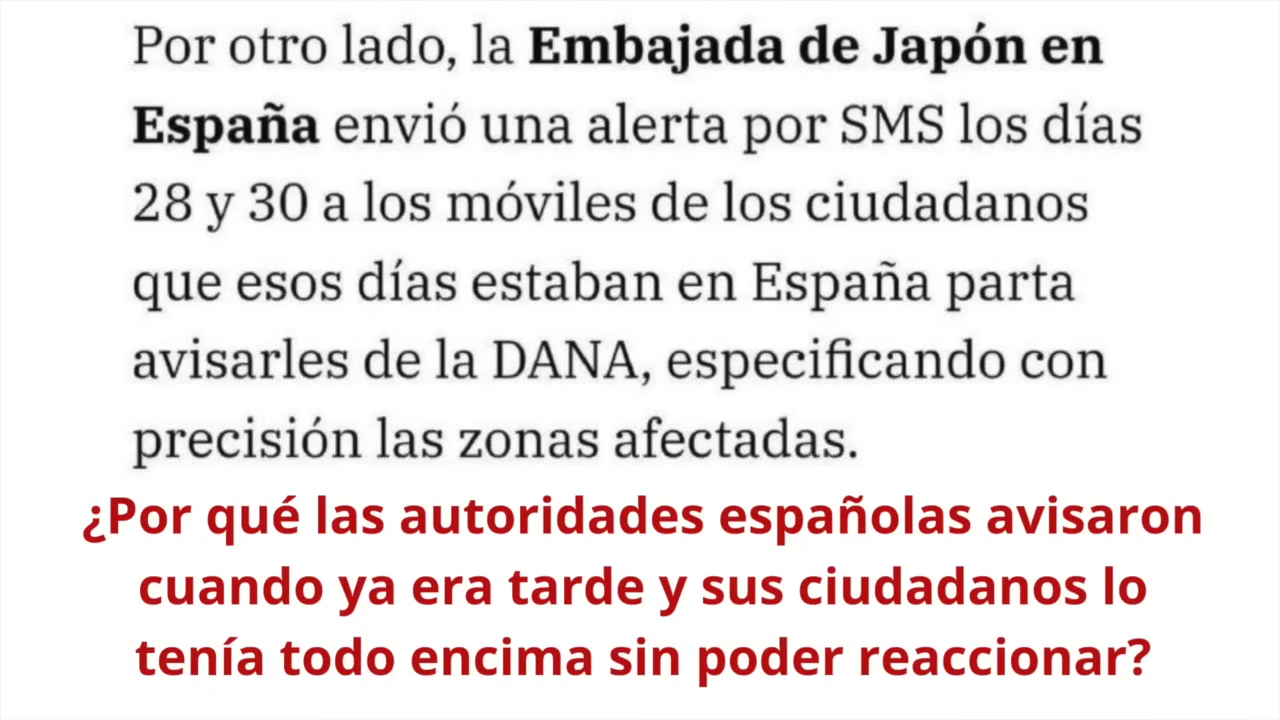 Por otro lado, la Embajada de Japón en
España envió una alerta por SMS los días
28 y 30 a los móviles de los ciudadanos
que esos días estaban en España parta
avisarles de la DANA, especificando con
precisión las zonas afectadas.
¿Por qué las autoridades españolas avisaron
cuando ya era tarde y sus ciudadanos lo
tenía todo encima sin poder reaccionar?